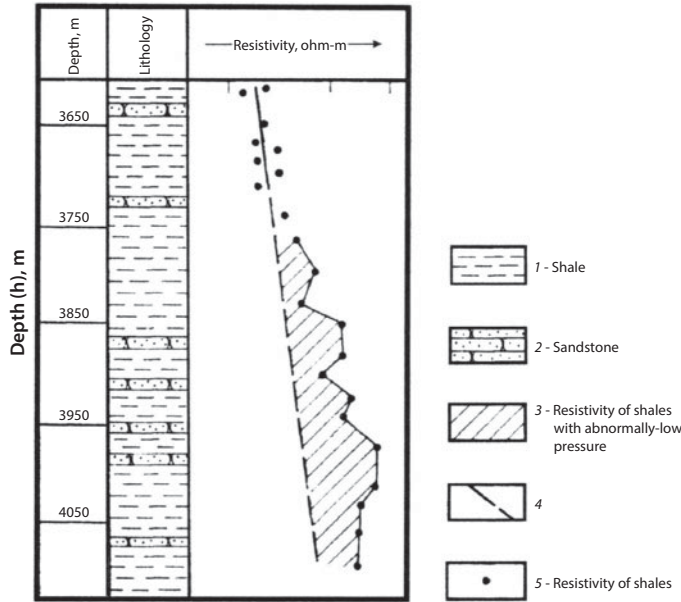 Depth, m
Lithology
Resistivity, ohm-m
Depth (h), m
3650
3750
3850
3950
4050
1 - Shale
2 - Sandstone
3 - Resistivity of shales
with abnormally-low
pressure
4
5 - Resistivity of shales